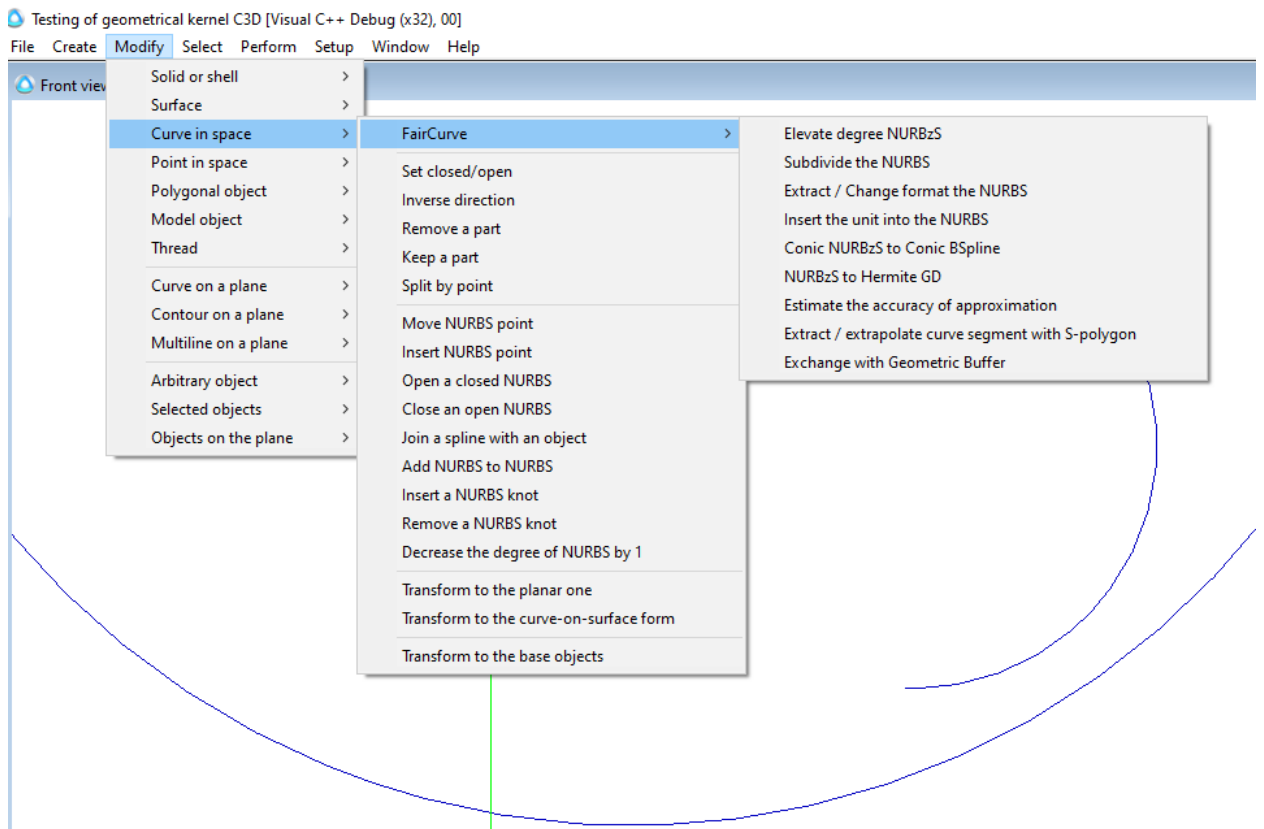 Testing of geometrical kernel C3D [Visual C++ Debug (x32), 00]
File Create Modify Select Perform Setup Window Help
Front view
Solid or shell
Surface
Curve in space
Point in space
Polygonal object
Model object
Thread
Curve on a plane
Contour on a plane
Multiline on a plane
Arbitrary object
Selected objects
Objects on the plane
FairCurve
Set closed/open
Inverse direction
Remove a part
Keep a part
Split by point
Move NURBS point
Insert NURBS point
Open a closed NURBS
Close an open NURBS
Join a spline with an object
Add NURBS to NURBS
Insert a NURBS knot
Remove a NURBS knot
Decrease the degree of NURBS by 1
Transform to the planar one
Transform to the curve-on-surface form
Transform to the base objects
Elevate degree NURBzS
Subdivide the NURBS
Extract / Change format the NURBS
Insert the unit into the NURBS
Conic NURBzS to Conic BSpline
NURBzS to Hermite GD
Estimate the accuracy of approximation
Extract / extrapolate curve segment with S-polygon
Exchange with Geometric Buffer